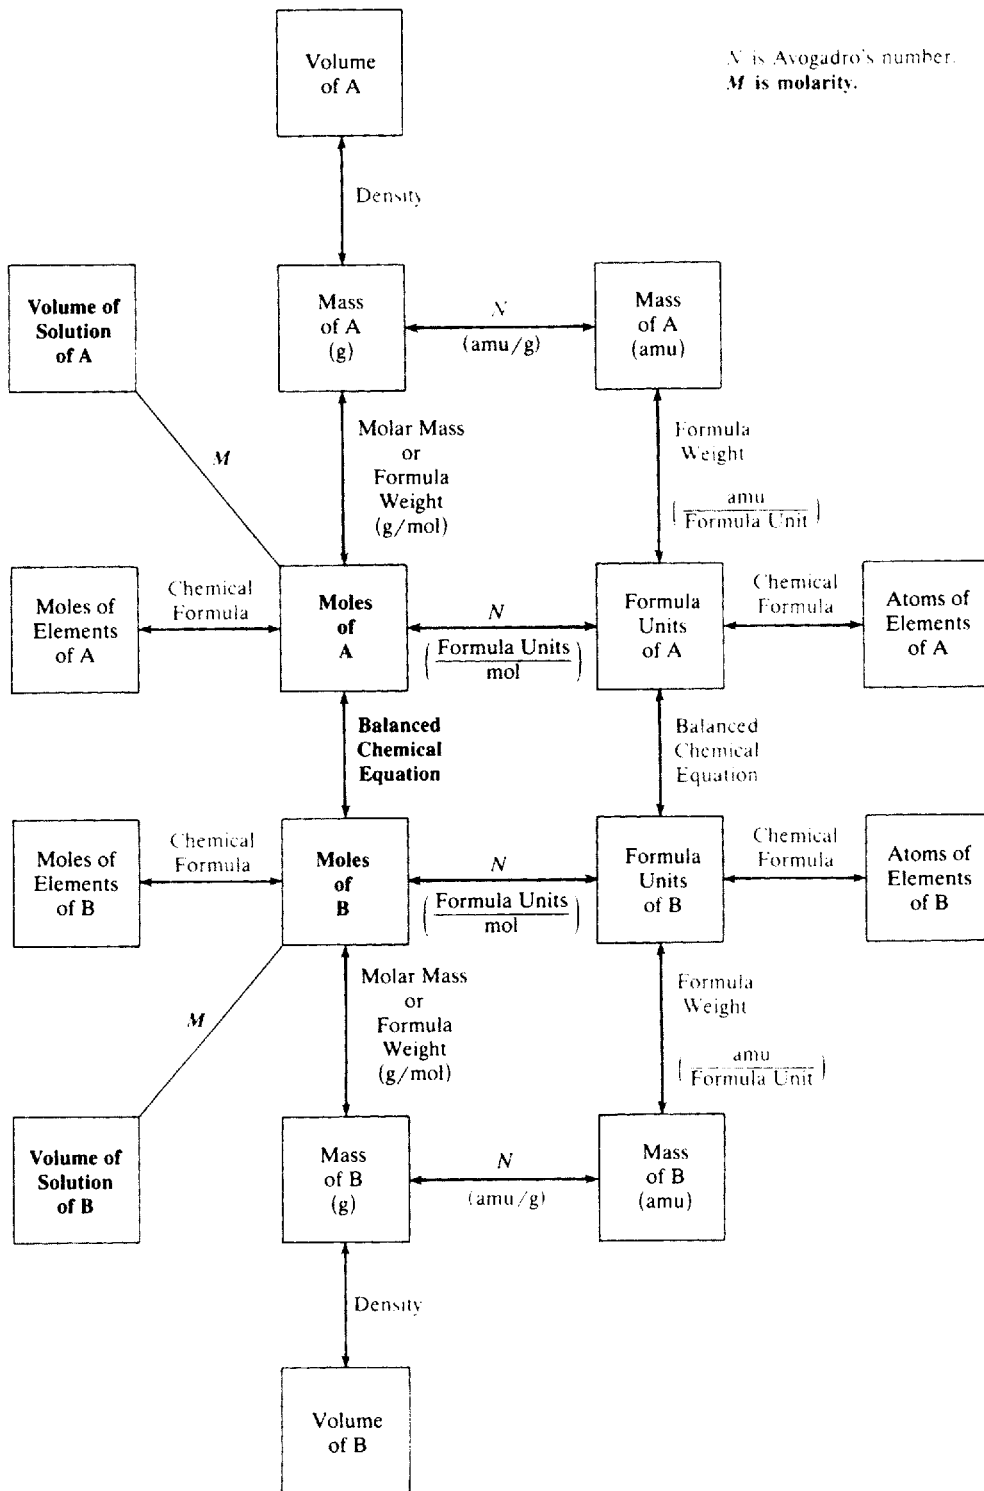 Volume
of A
N is Avogadro's number.
M is molarity.
Density
Volume of
Solution
of A
Mass
of A
(g)
N
(amu/g)
Mass
of A
(amu)
M
Molar Mass
or
Formula
Weight
(g/mol)
Formula
Weight
(amu
Formula Unit)
Moles of
Elements
of A
Chemical
Formula
Moles
of
A
N
(Formula Units
mol)
Formula
Units
of A
Chemical
Formula
Atoms of
Elements
of A
Balanced
Chemical
Equation
Balanced
Chemical
Equation
Moles of
Elements
of B
Chemical
Formula
Moles
of
B
N
(Formula Units
mol)
Formula
Units
of B
Chemical
Formula
Atoms of
Elements
of B
M
Molar Mass
or
Formula
Weight
(g/mol)
Formula
Weight
(amu
Formula Unit)
Volume of
Solution
of B
Mass
of B
(g)
N
(amu/g)
Mass
of B
(amu)
Density
Volume
of B